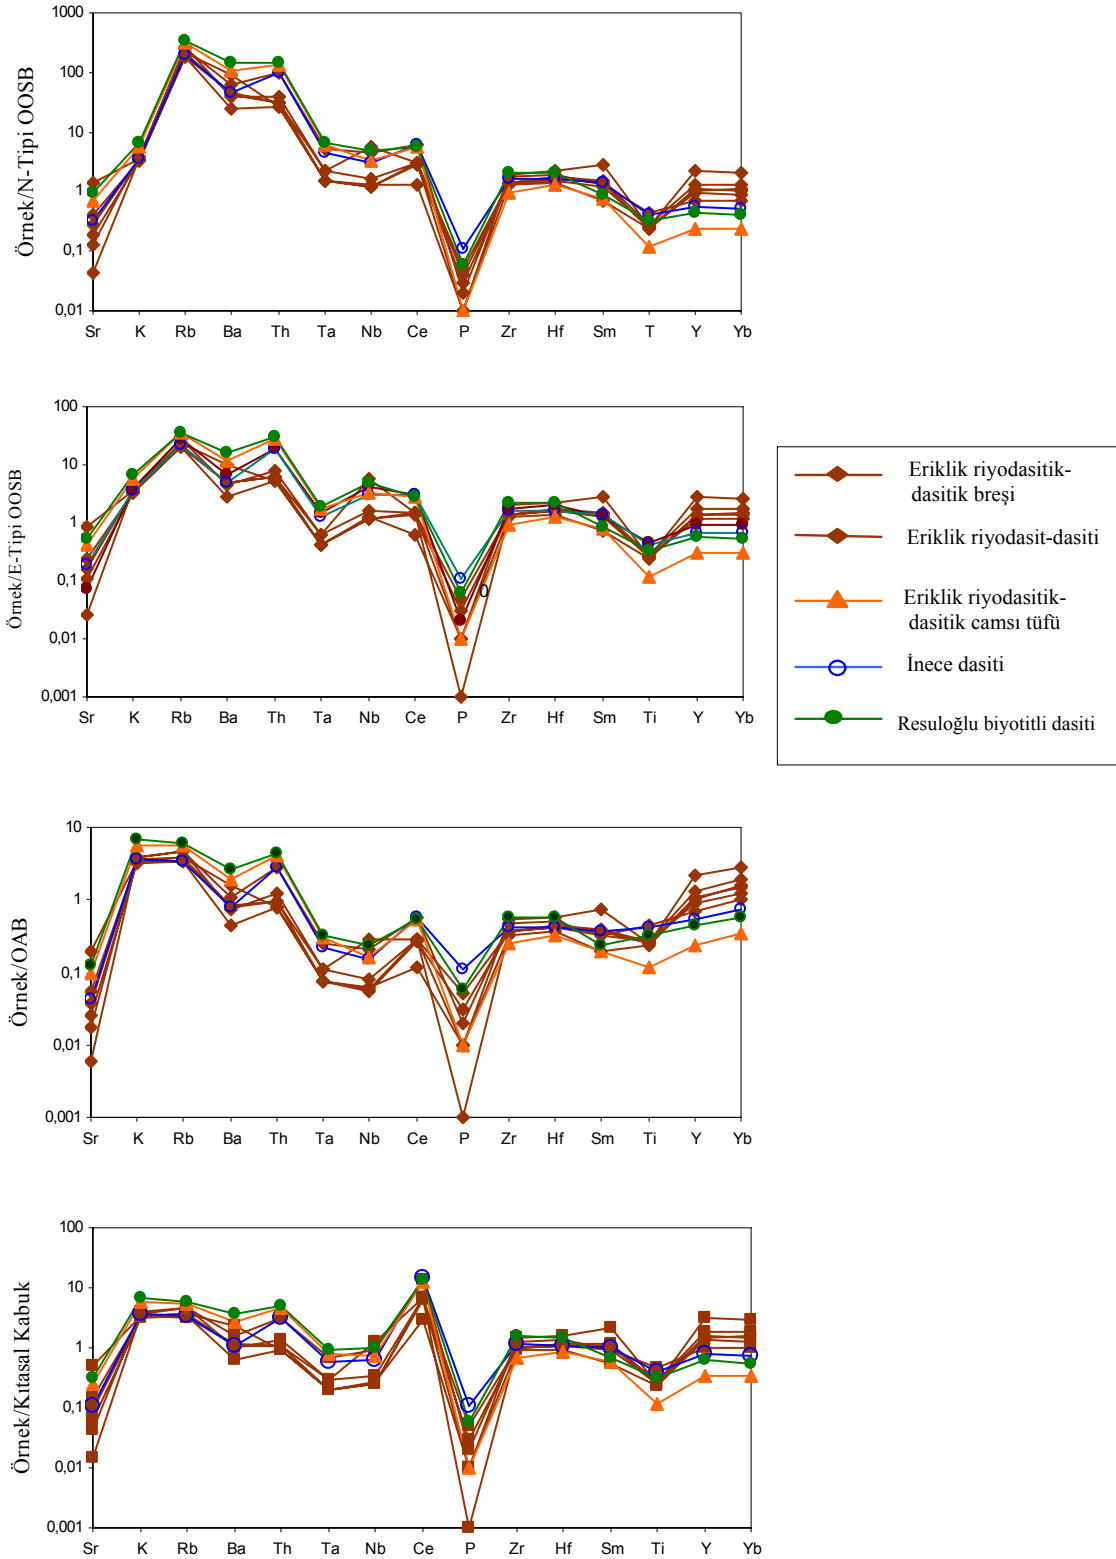 Örnek/N-Tipi OOSB
1000
100
10
1
0,1
0,01
Sr K Rb Ba Th Ta Nb Ce P Zr Hf Sm T Y Yb
Örnek/E-Tipi OOSB
100
10
1
0,1
0,01
0,001
0
Sr K Rb Ba Th Ta Nb Ce P Zr Hf Sm Ti Y Yb
Eriklik riyodasitik-
dasitik breşi
Eriklik riyodasit-dasiti
Eriklik riyodasitik-
dasitik camsı tüfü
İnece dasiti
Resuloğlu biyotitli dasiti
Örnek/OAB
10
1
0,1
0,01
0,001
Sr K Rb Ba Th Ta Nb Ce P Zr Hf Sm Ti Y Yb
Örnek/Kıtasal Kabuk
100
10
1
0,1
0,01
0,001
Sr K Rb Ba Th Ta Nb Ce P Zr Hf Sm Ti Y Yb